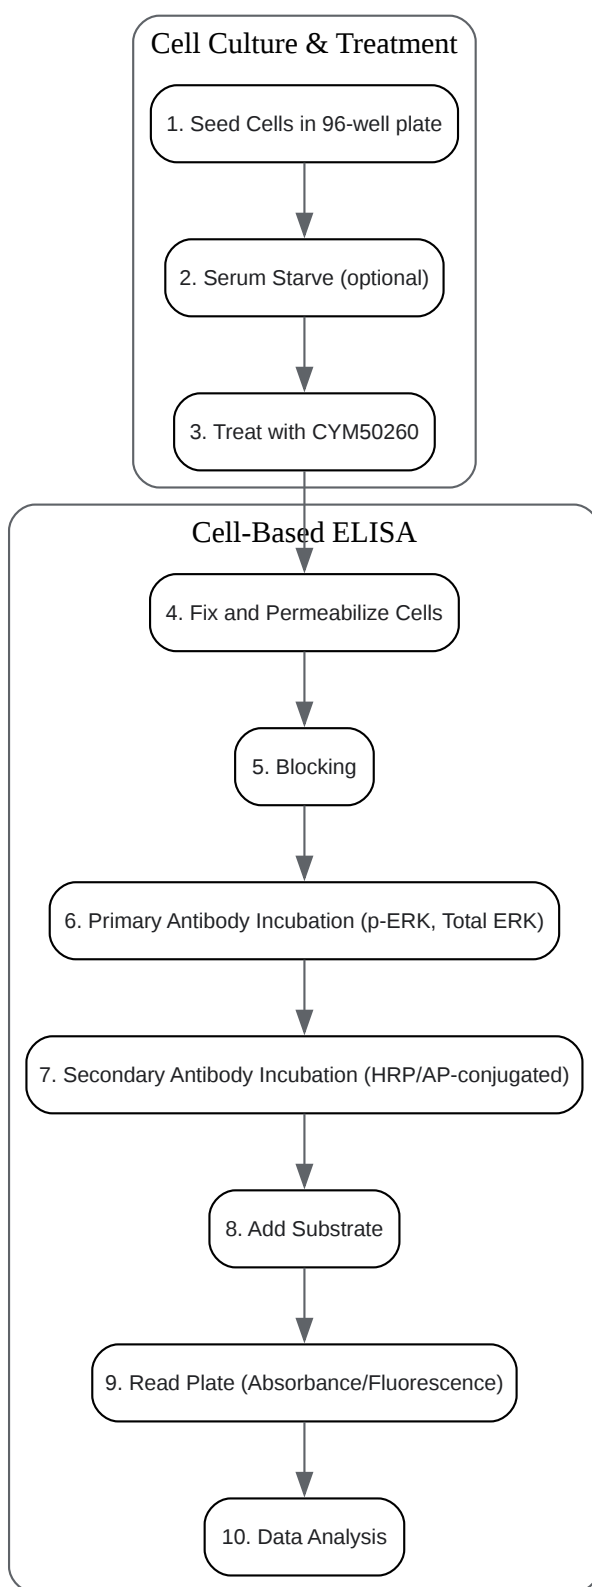 Cell Culture & Treatment
1. Seed Cells in 96-well plate
2. Serum Starve (optional)
3. Treat with CYM50260
Cell-Based ELISA
4. Fix and Permeabilize Cells
5. Blocking
6. Primary Antibody Incubation (p-ERK, Total ERK)
7. Secondary Antibody Incubation (HRP/AP-conjugated)
8. Add Substrate
9. Read Plate (Absorbance/Fluorescence)
10. Data Analysis